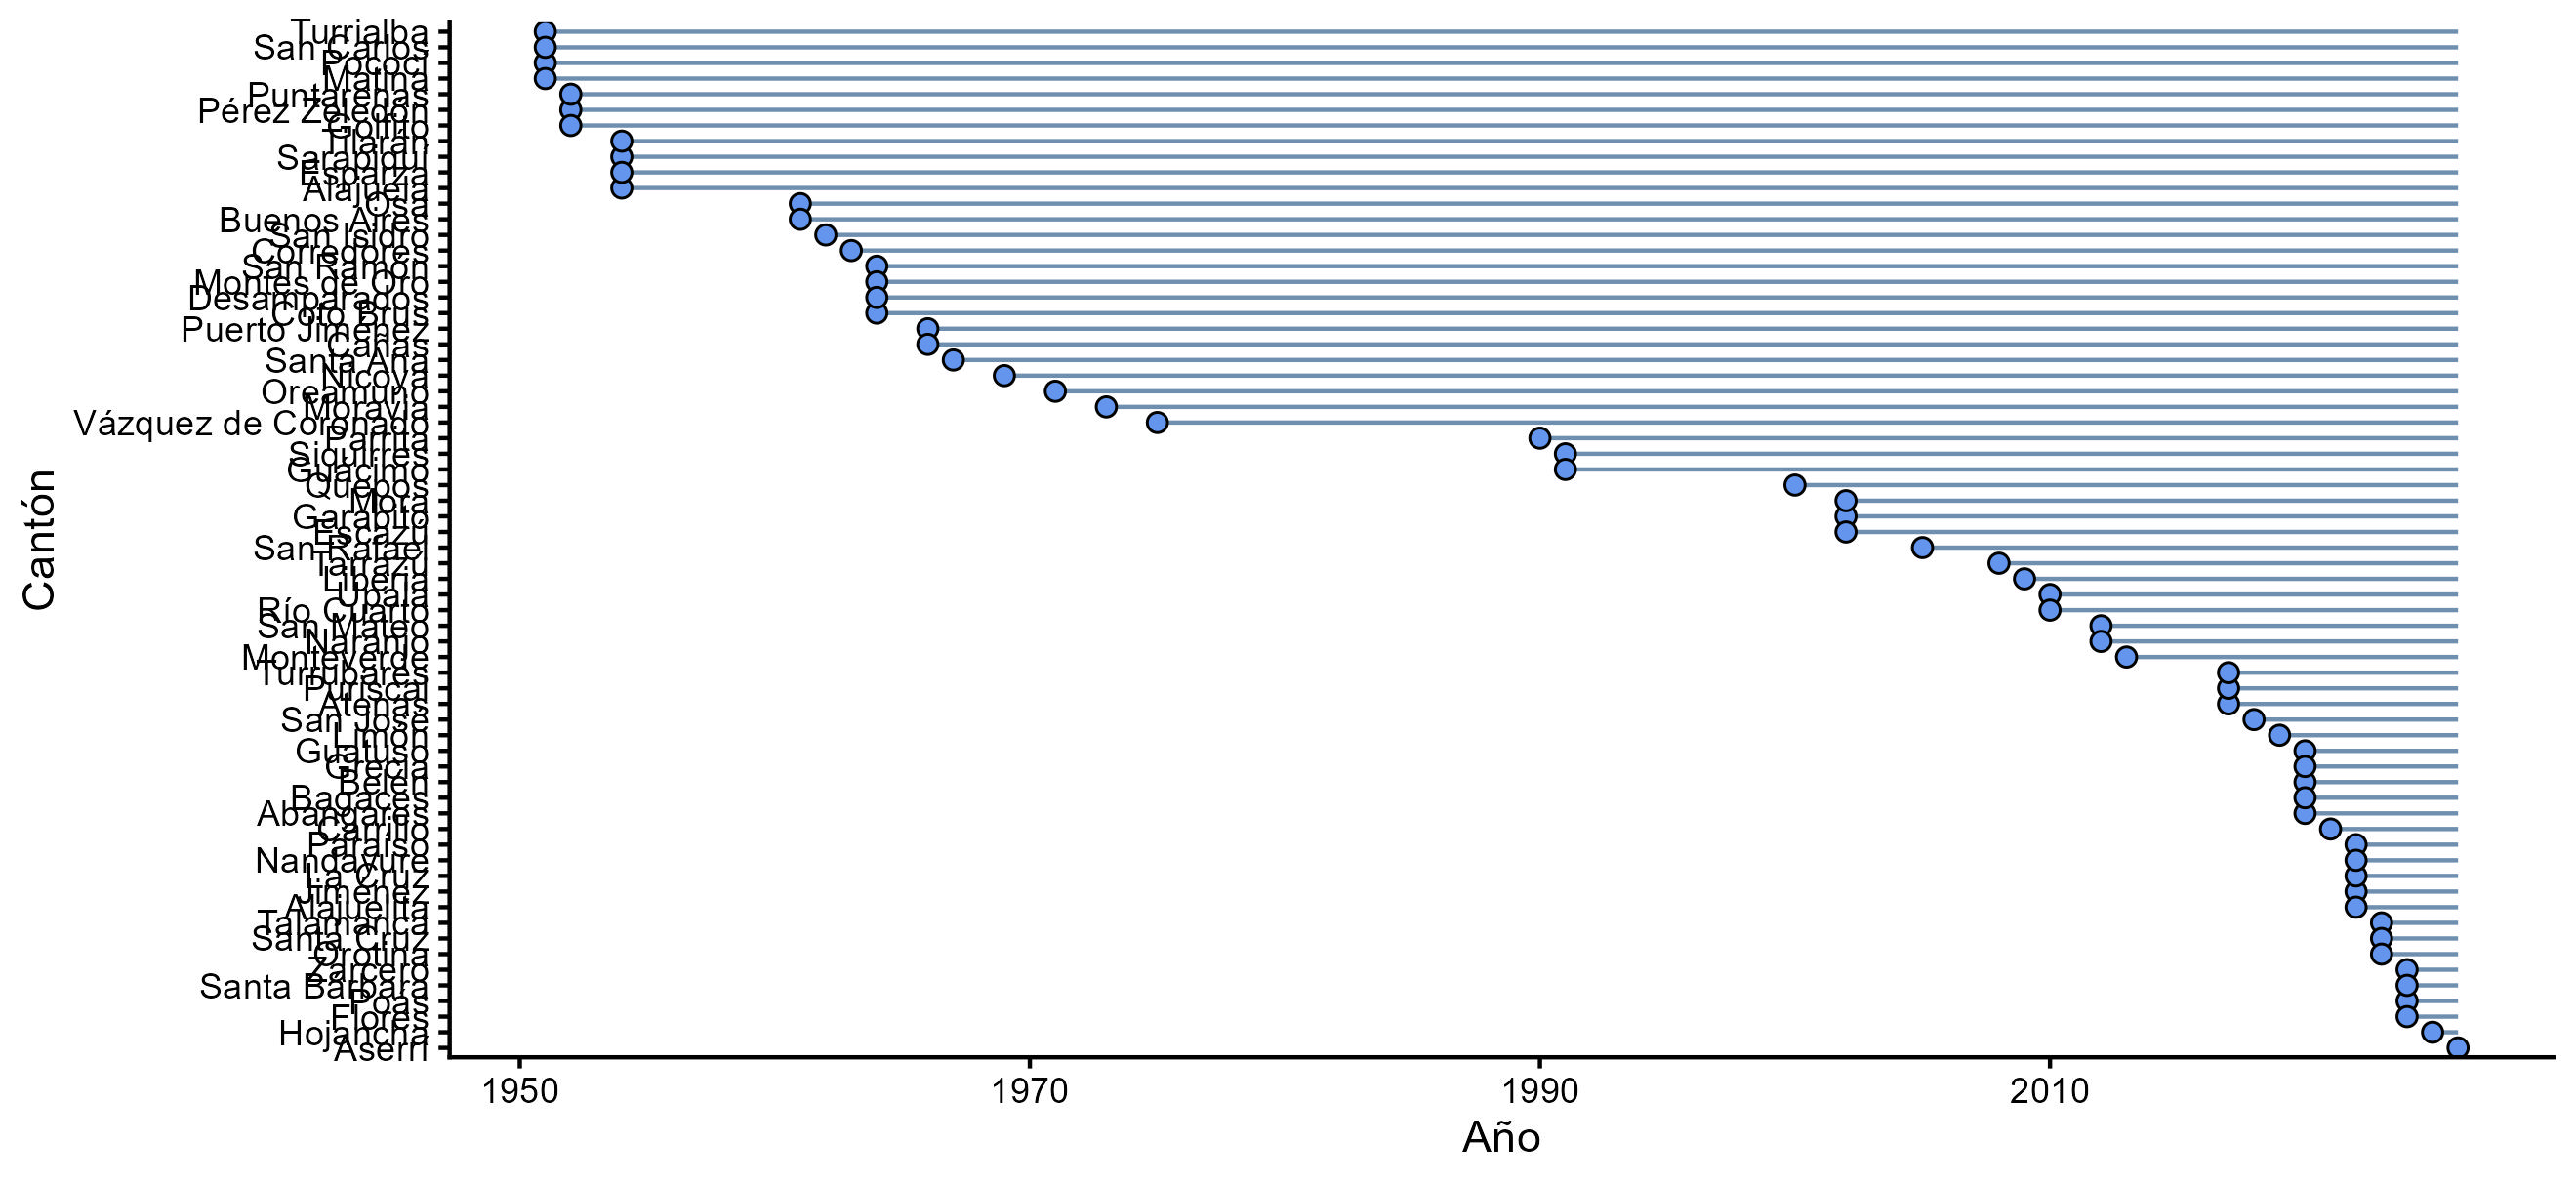 Turrialba
San Carlos
Pococí
Matina
Puntarenas
Pérez Zeledón
Golfito
Tilarán
Sarapiquí
Esparza
Alajuela
Osa
Buenos Aires
San Isidro
Corredores
San Ramón
Montes de Oro
Desamparados
Coto Brus
Puerto Jiménez
Cañas
Santa Ana
Nicoya
Oreamuno
Moravia
Vázquez de Coronado
Parrita
Siquirres
Guácimo
Quepos
Mora
Garabito
Escazú
San Rafael
Tarrazú
Liberia
Upala
Río Cuarto
San Mateo
Naranjo
Monteverde
Turrubares
Puriscal
Atenas
San José
Limón
Guatuso
Grecia
Belén
Bagaces
Abangares
Carrillo
Paraíso
Nandayure
La Cruz
Jiménez
Alajuelita
Talamanca
Santa Cruz
Orotina
Zarcero
Santa Bárbara
Poás
Flores
Hojancha
Aserrí
Cantón
1950 1970 1990 2010
Año